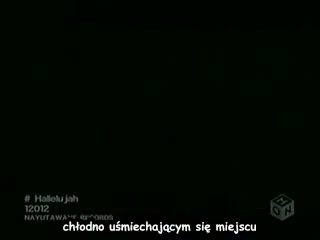 # Hallelujah
12012
NAYUTAWAVE RECORDS
chłodno uśmiechającym się miejscu